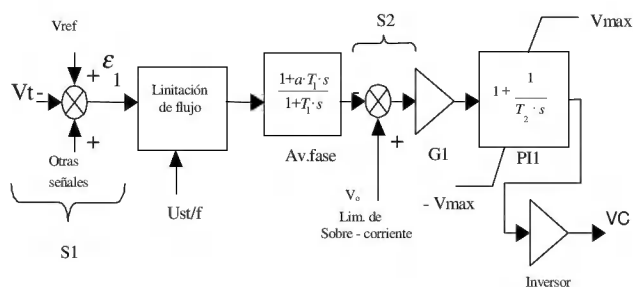 Vref
S2
Vmax
Vt
-
+
ε
1
+
Linitación
de flujo
1+a·T₁·s
1+T₁·s
-
+
G1
1 + 1
T₂ · s
PI1
Otras
señales
Av.fase
Ust/f
Vₒ
Lim. de
Sobre - corriente
- Vmax
S1
VC
Inversor